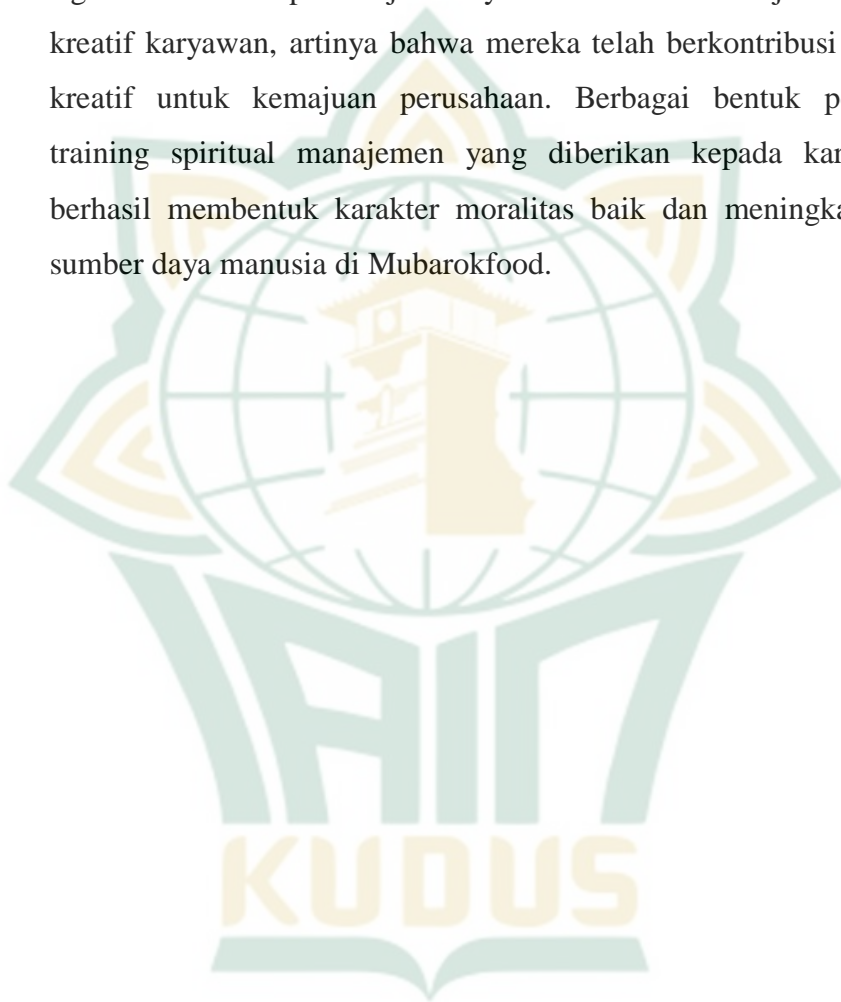 kreatif karyawan, artinya bahwa mereka telah berkontribusi
kreatif untuk kemajuan perusahaan. Berbagai bentuk
training spiritual manajemen yang diberikan kepada
berhasil membentuk karakter moralitas baik dan
sumber daya manusia di Mubarokfood.
IAIN
KUDUS